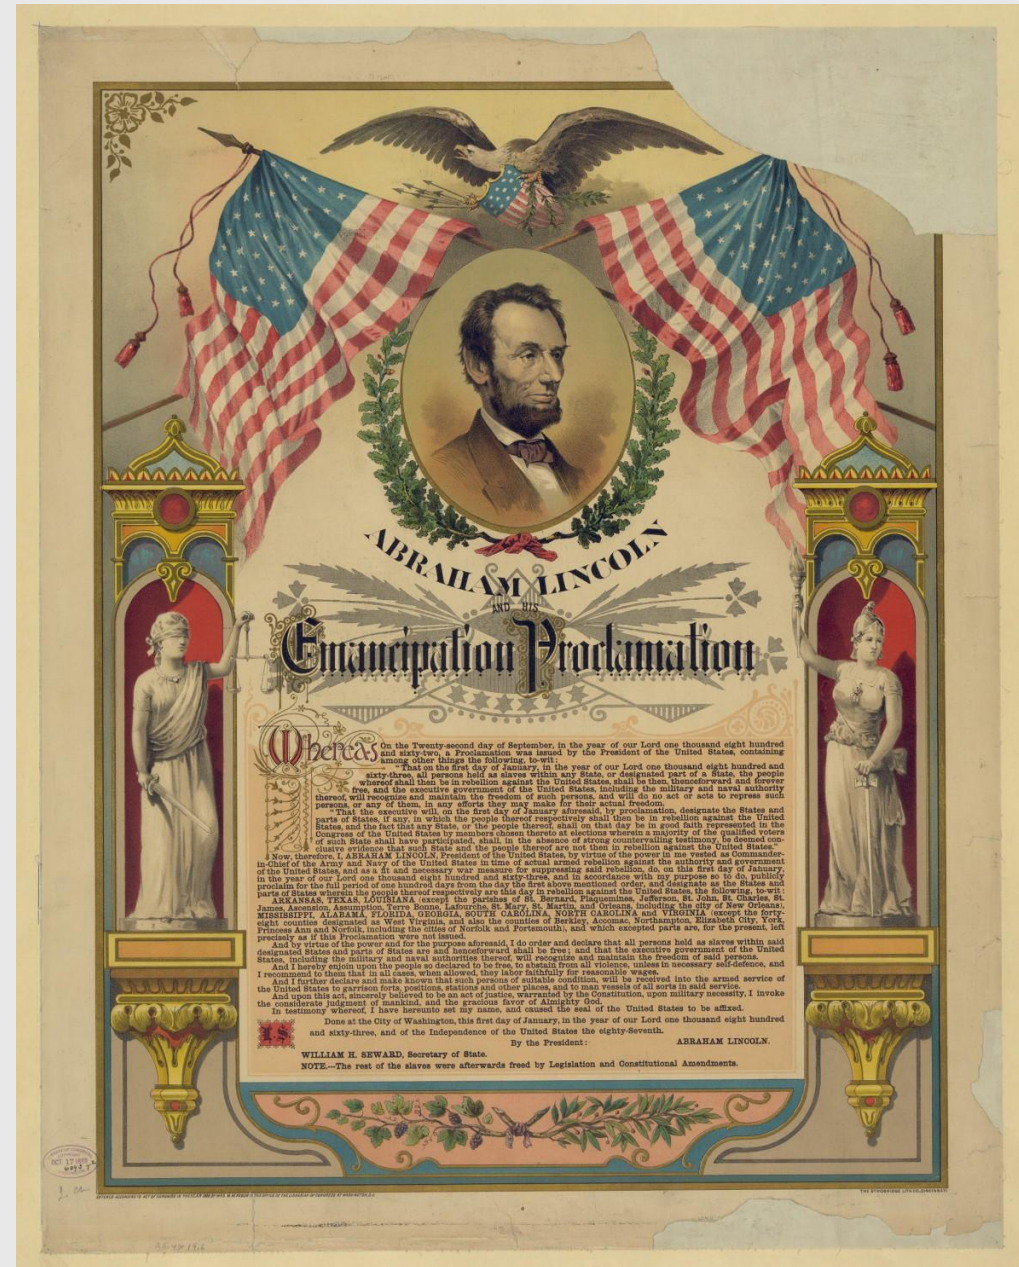 ABRAHAM LINCOLN
AND HIS
Emancipation Proclamation
Whereas On the Twenty-second day of September, in the year of our Lord one thousand eight hundred
and sixty-two, a Proclamation was issued by the President of the United States, containing
among other things the following, to-wit:
"That on the first day of January, in the year of our Lord one thousand eight hundred and
sixty-three, all persons held as slaves within any State, or designated part of a State, the people
whereof shall then be in rebellion against the United States, shall be then, thenceforward and forever
free, and the executive government of the United States, including the military and naval authority
thereof, will recognize and maintain the freedom of such persons, and will do no act or acts to repress such
persons, or any of them, in any efforts they may make for their actual freedom.
"That the executive will, on the first day of January aforesaid, by proclamation, designate the States and
parts of States, if any, in which the people thereof respectively shall then be in rebellion against the United
States, and the fact that any State, or the people thereof, shall on that day be in good faith represented in the
Congress of the United States by members chosen thereto at elections wherein a majority of the qualified voters
of such State shall have participated, shall, in the absence of strong countervailing testimony, be deemed con-
clusive evidence that such State and the people thereof are not then in rebellion against the United States."
Now, therefore, I, ABRAHAM LINCOLN, President of the United States, by virtue of the power in me vested as Commander-
in-Chief of the Army and Navy of the United States in time of actual armed rebellion against the authority and government
of the United States, and as a fit and necessary war measure for suppressing said rebellion, do, on this first day of January,
in the year of our Lord one thousand eight hundred and sixty-three, and in accordance with my purpose so to do, publicly
proclaim for the full period of one hundred days from the day the first above mentioned order, and designate as the States and
parts of States wherein the people thereof respectively are this day in rebellion against the United States, the following, to-wit:
ARKANSAS, TEXAS, LOUISIANA (except the parishes of St. Bernard, Plaquemines, Jefferson, St. John, St. Charles, St.
James, Ascension, Assumption, Terre Bonne, Lafourche, St. Mary, St. Martin, and Orleans, including the city of New Orleans),
MISSISSIPPI, ALABAMA, FLORIDA, GEORGIA, SOUTH CAROLINA, NORTH CAROLINA and VIRGINIA (except the forty-
eight counties designated as West Virginia, and also the counties of Berkley, Accomac, Northampton, Elizabeth City, York,
Princess Ann and Norfolk, including the cities of Norfolk and Portsmouth), and which excepted parts are, for the present, left
precisely as if this Proclamation were not issued.
And by virtue of the power and for the purpose aforesaid, I do order and declare that all persons held as slaves within said
designated States and parts of States are and henceforward shall be free; and that the executive government of the United
States, including the military and naval authorities thereof, will recognize and maintain the freedom of said persons.
And I hereby enjoin upon the people so declared to be free, to abstain from all violence, unless in necessary self-defence, and
I recommend to them that in all cases, when allowed, they labor faithfully for reasonable wages.
And I further declare and make known that such persons of suitable condition, will be received into the armed service of
the United States to garrison forts, positions, stations and other places, and to man vessels of all sorts in said service.
And upon this act, sincerely believed to be an act of justice, warranted by the Constitution, upon military necessity, I invoke
the considerate judgment of mankind, and the gracious favor of Almighty God.
In testimony whereof, I have hereunto set my name, and caused the seal of the United States to be affixed.
L.S Done at the City of Washington, this first day of January, in the year of our Lord one thousand eight hundred
and sixty-three, and of the Independence of the United States the eighty-Seventh.
By the President: ABRAHAM LINCOLN.
WILLIAM H. SEWARD, Secretary of State.
NOTE.—The rest of the slaves were afterwards freed by Legislation and Constitutional Amendments.
OCT 17
THE STROBRIDGE LITH CO. CINCINNATI